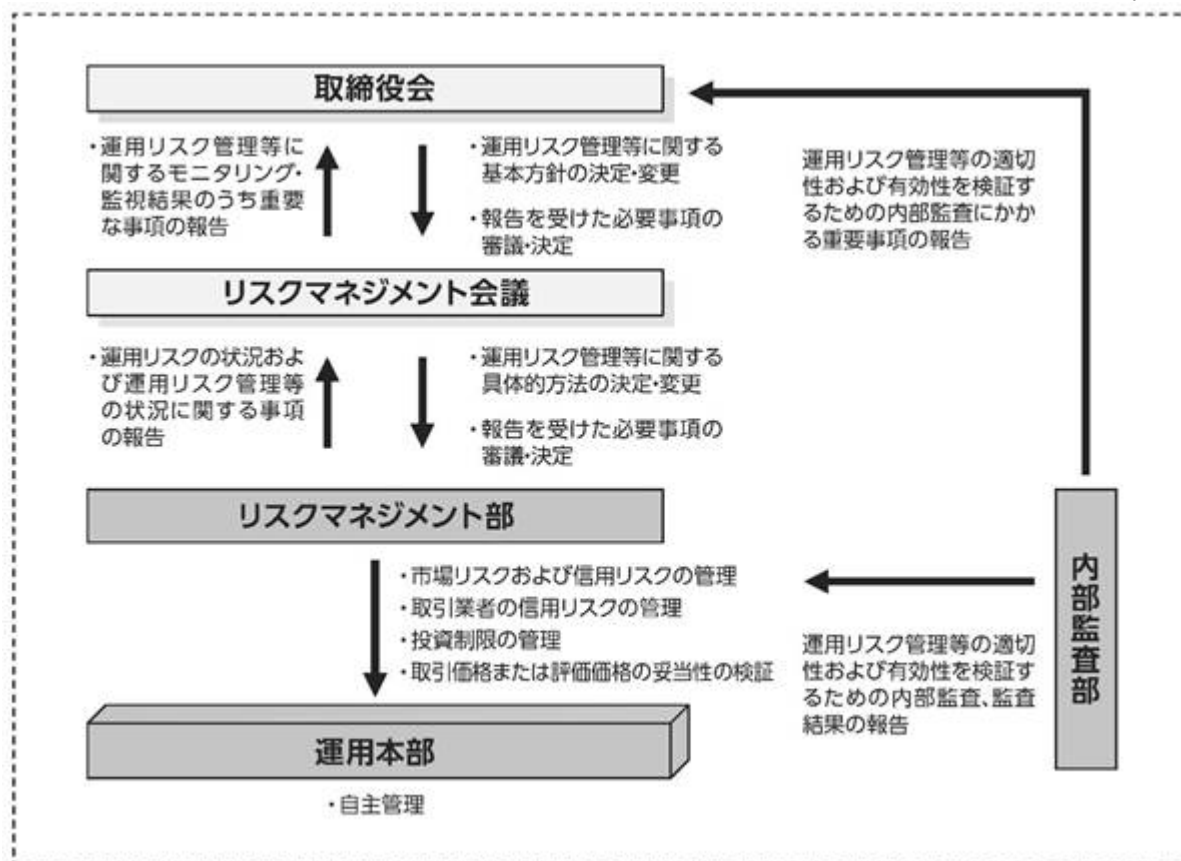 取締役会
・運用リスク管理等に
関するモニタリング・
監視結果のうち重要
な事項の報告
・運用リスク管理等に関する
基本方針の決定・変更
・報告を受けた必要事項の
審議・決定
運用リスク管理等の適切
性および有効性を検証す
るための内部監査にかか
る重要事項の報告
リスクマネジメント会議
・運用リスクの状況およ
び運用リスク管理等
の状況に関する事項
の報告
・運用リスク管理等に関する
具体的方法の決定・変更
・報告を受けた必要事項の
審議・決定
リスクマネジメント部
・市場リスクおよび信用リスクの管理
・取引業者の信用リスクの管理
・投資制限の管理
・取引価格または評価価格の妥当性の検証
運用リスク管理等の適切
性および有効性を検証す
るための内部監査、監査
結果の報告
内部監査部
運用本部
・自主管理